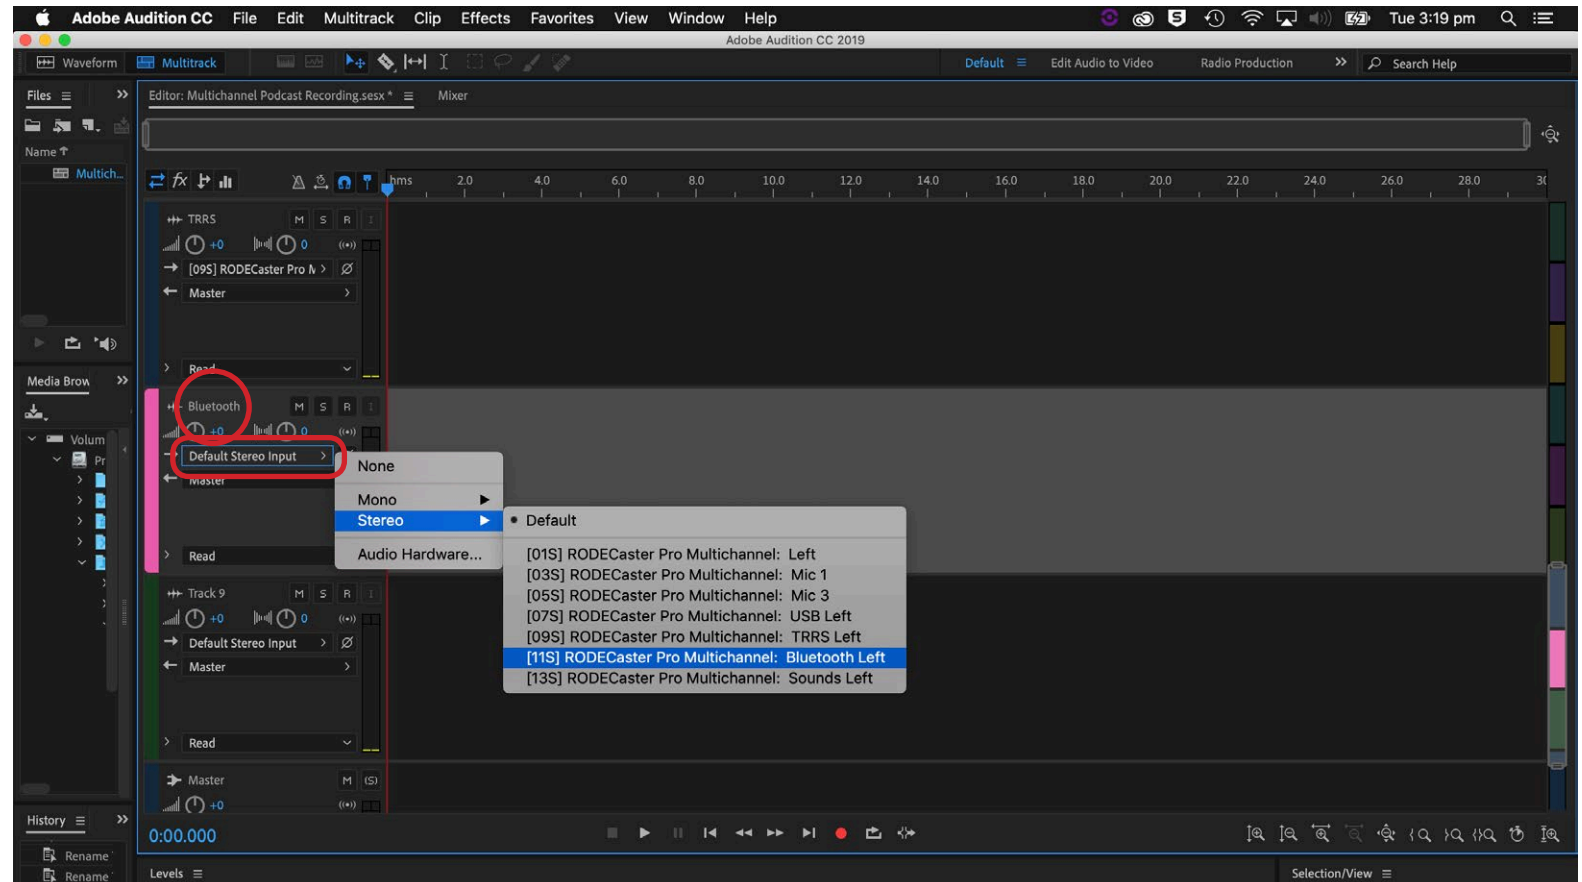 Adobe Audition CC File Edit Multitrack Clip Effects Favorites View Window Help Tue 3:19 pm
Adobe Audition CC 2019
Waveform Multitrack Default Edit Audio to Video Radio Production Search Help
Files Editor: Multichannel Podcast Recording.sesx * Mixer
Name
Multich...
fx hms 2.0 4.0 6.0 8.0 10.0 12.0 14.0 16.0 18.0 20.0 22.0 24.0 26.0 28.0
TRRS M S R I
+0 0
[09S] RODECaster Pro
Master
Read
Media Brow
Bluetooth M S R I
+0 0
Volum
Default Stereo Input
Pr
Master
Read
None
Mono
Stereo
Audio Hardware...
Default
[01S] RODECaster Pro Multichannel: Left
[03S] RODECaster Pro Multichannel: Mic 1
[05S] RODECaster Pro Multichannel: Mic 3
[07S] RODECaster Pro Multichannel: USB Left
[09S] RODECaster Pro Multichannel: TRRS Left
[11S] RODECaster Pro Multichannel: Bluetooth Left
[13S] RODECaster Pro Multichannel: Sounds Left
Track 9 M S R I
+0 0
Default Stereo Input
Master
Read
Master M (S)
+0
History
0:00.000
Rename
Rename
Levels Selection/View